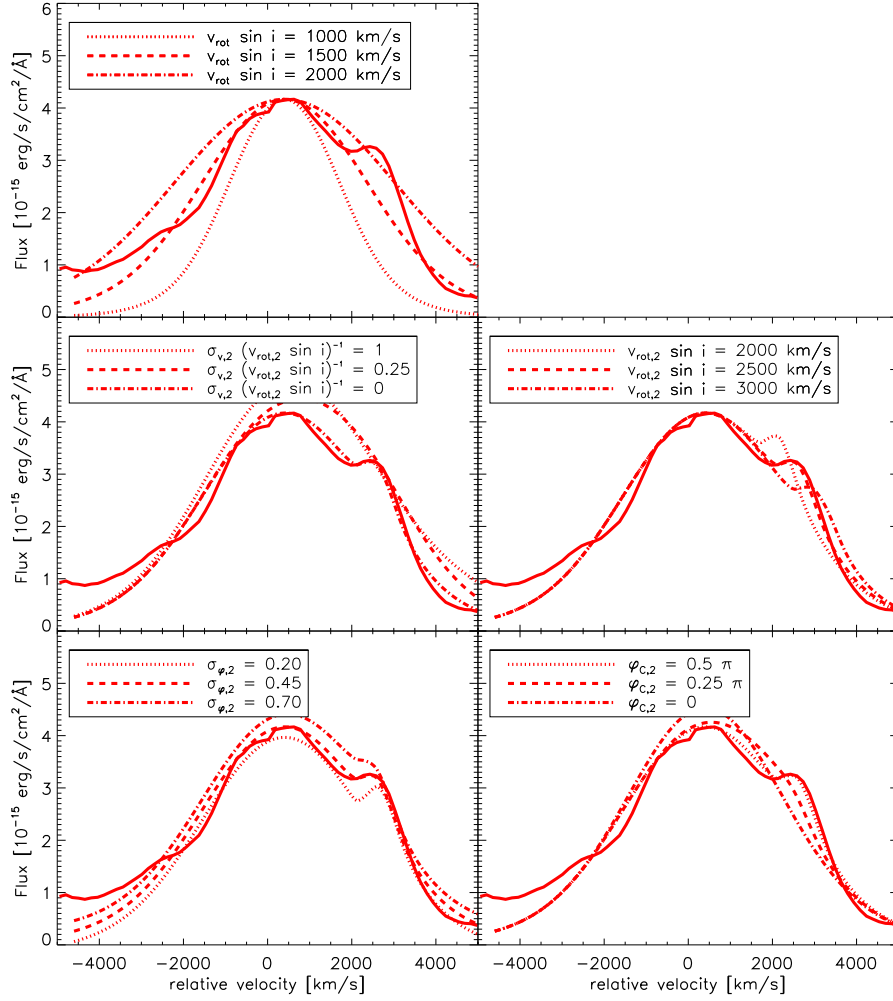 6
5
4
3
2
1
0
Flux [10⁻¹⁵ erg/s/cm²/Å]
v_rot sin i = 1000 km/s
v_rot sin i = 1500 km/s
v_rot sin i = 2000 km/s
5
4
3
2
1
0
Flux [10⁻¹⁵ erg/s/cm²/Å]
σ_v,2 (v_rot,2 sin i)⁻¹ = 1
σ_v,2 (v_rot,2 sin i)⁻¹ = 0.25
σ_v,2 (v_rot,2 sin i)⁻¹ = 0
v_rot,2 sin i = 2000 km/s
v_rot,2 sin i = 2500 km/s
v_rot,2 sin i = 3000 km/s
5
4
3
2
1
0
Flux [10⁻¹⁵ erg/s/cm²/Å]
σ_φ,2 = 0.20
σ_φ,2 = 0.45
σ_φ,2 = 0.70
φ_C,2 = 0.5 π
φ_C,2 = 0.25 π
φ_C,2 = 0
−4000 −2000 0 2000 4000
relative velocity [km/s]
−4000 −2000 0 2000 4000
relative velocity [km/s]